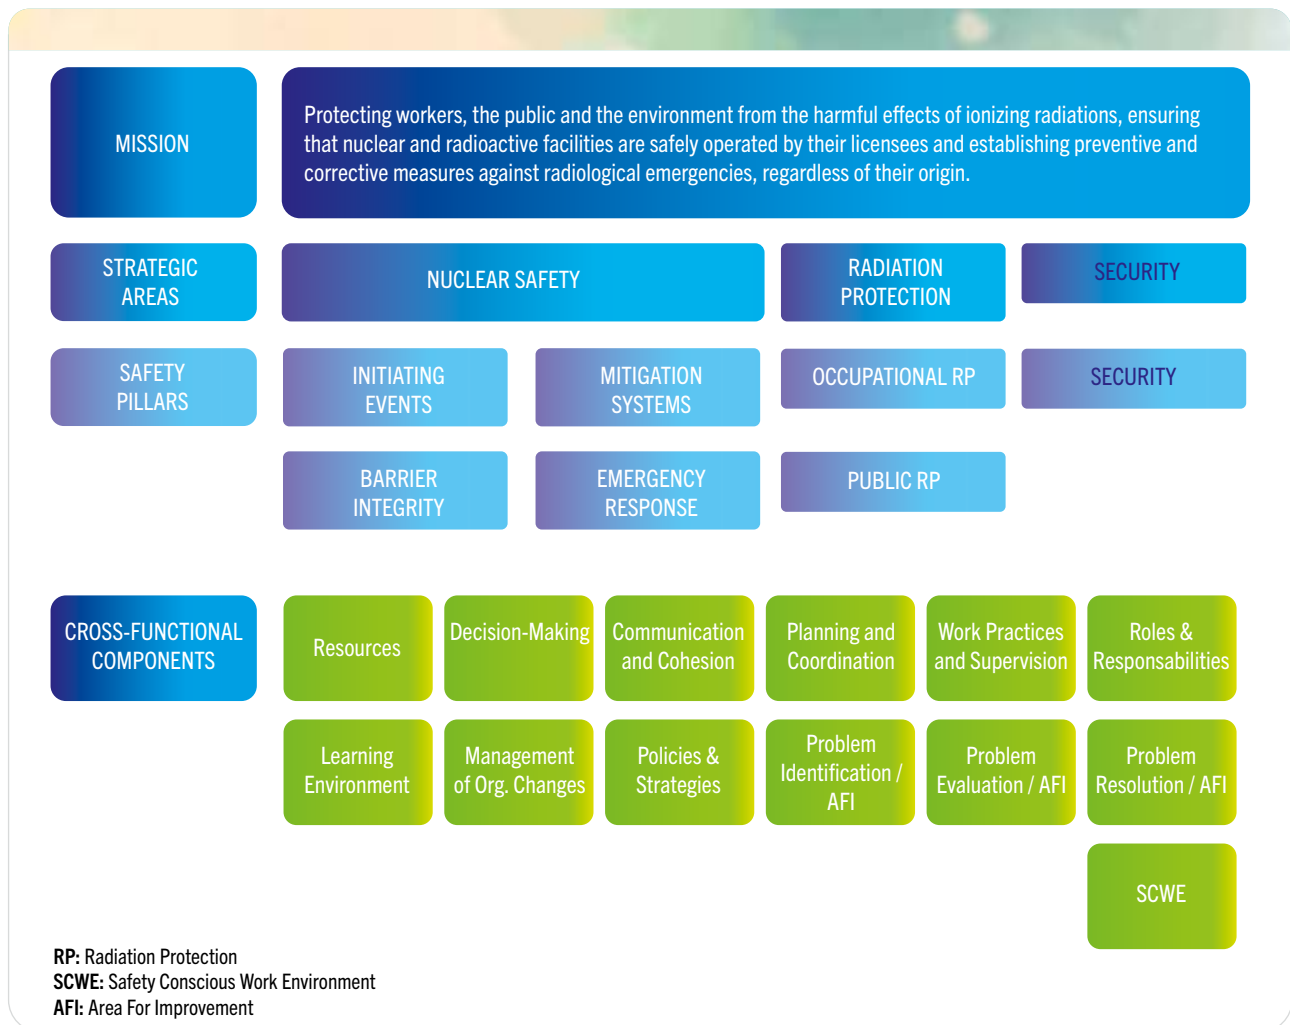 MISSION
Protecting workers, the public and the environment from the harmful effects of ionizing radiations, ensuring
that nuclear and radioactive facilities are safely operated by their licensees and establishing preventive and
corrective measures against radiological emergencies, regardless of their origin.
STRATEGIC
AREAS
NUCLEAR SAFETY
RADIATION
PROTECTION
SECURITY
SAFETY
PILLARS
INITIATING
EVENTS
MITIGATION
SYSTEMS
OCCUPATIONAL RP
SECURITY
BARRIER
INTEGRITY
EMERGENCY
RESPONSE
PUBLIC RP
CROSS-FUNCTIONAL
COMPONENTS
Resources
Decision-Making
Communication
and Cohesion
Planning and
Coordination
Work Practices
and Supervision
Roles &
Responsabilities
Learning
Environment
Management
of Org. Changes
Policies &
Strategies
Problem
Identification /
AFI
Problem
Evaluation / AFI
Problem
Resolution / AFI
SCWE
RP: Radiation Protection
SCWE: Safety Conscious Work Environment
AFI: Area For Improvement